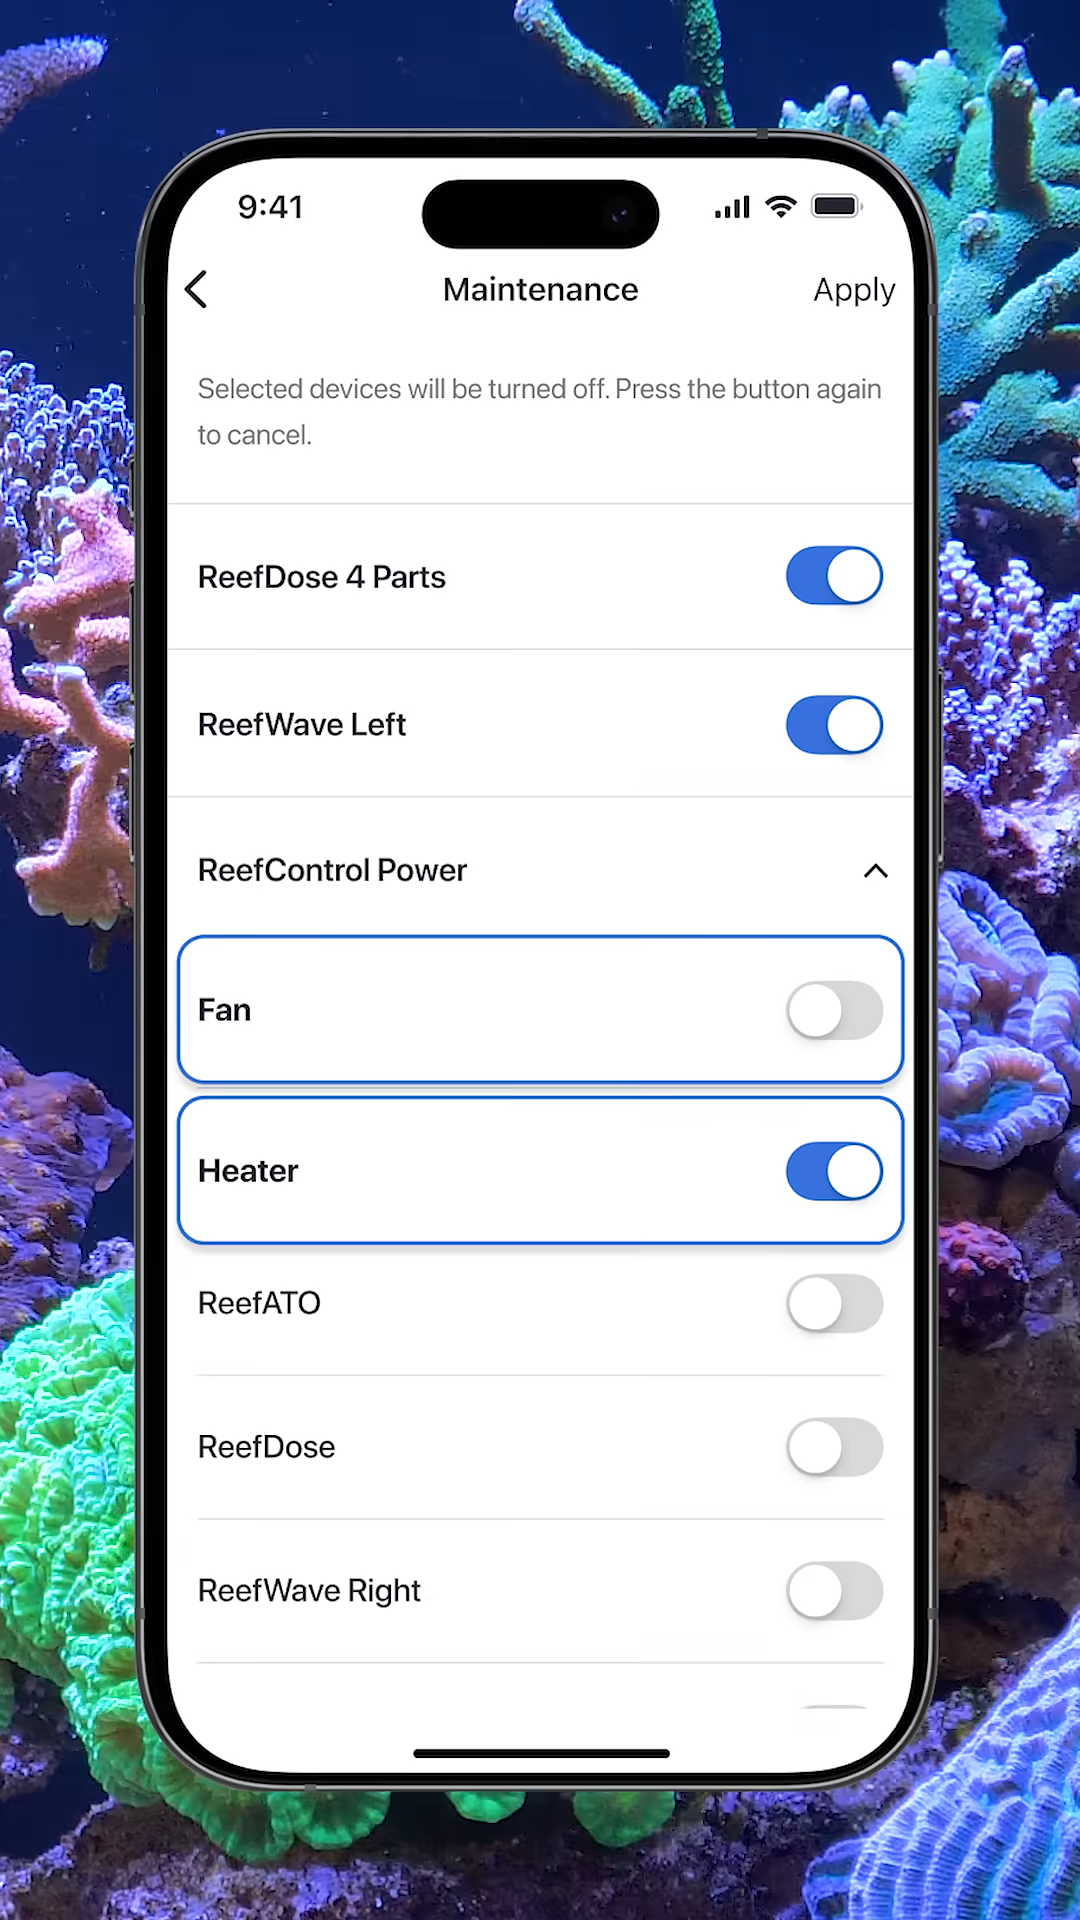 9:41
Maintenance
Apply
Selected devices will be turned off. Press the button again
to cancel.
ReefDose 4 Parts
ReefWave Left
ReefControl Power
Fan
Heater
ReefATO
ReefDose
ReefWave Right